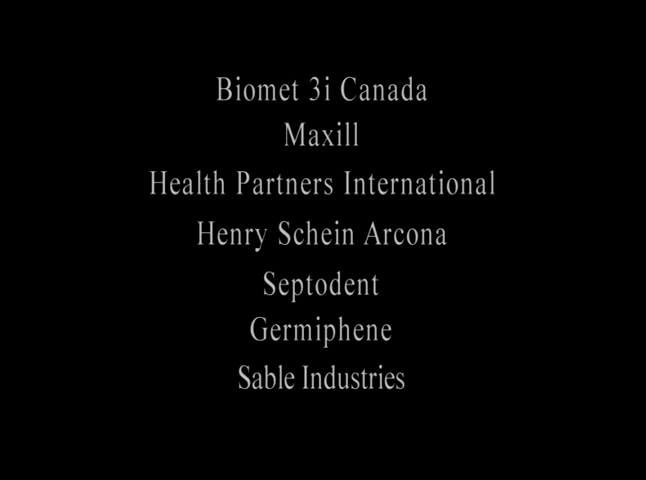 Biomet 3i Canada
Maxill
Health Partners International
Henry Schein Arcona
Septodent
Germiphene
Sable Industries